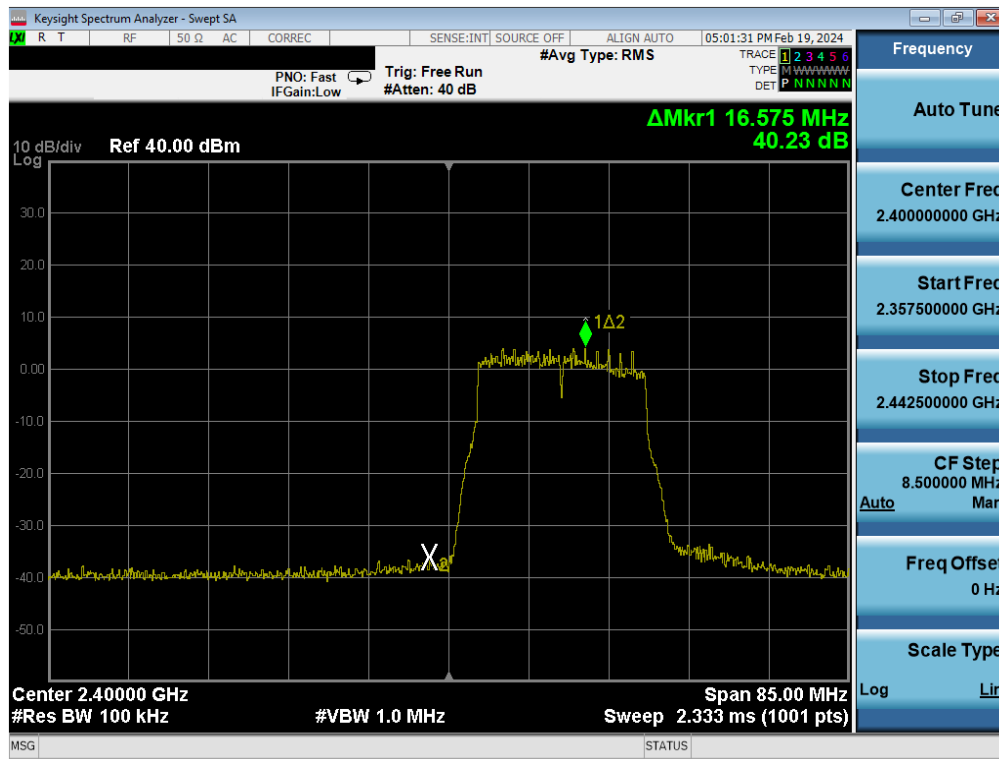 Keysight Spectrum Analyzer - Swept SA
LXI R T RF 50 Ω AC CORREC SENSE:INT SOURCE OFF ALIGN AUTO 05:01:31 PM Feb 19, 2024
#Avg Type: RMS
TRACE 1 2 3 4 5 6
PNO: Fast Trig: Free Run
TYPE M WWWWW
IFGain:Low #Atten: 40 dB
DET P N N N N N
ΔMkr1 16.575 MHz
40.23 dB
10 dB/div Ref 40.00 dBm
Log
30.0
20.0
10.0
0.00
-10.0
-20.0
-30.0
-40.0
-50.0
1Δ2
X2
Center 2.40000 GHz Span 85.00 MHz
#Res BW 100 kHz #VBW 1.0 MHz Sweep 2.333 ms (1001 pts)
MSG STATUS
Frequency
Auto Tune
Center Freq
2.400000000 GHz
Start Freq
2.357500000 GHz
Stop Freq
2.442500000 GHz
CF Step
8.500000 MHz
Auto Man
Freq Offset
0 Hz
Scale Type
Log Lin